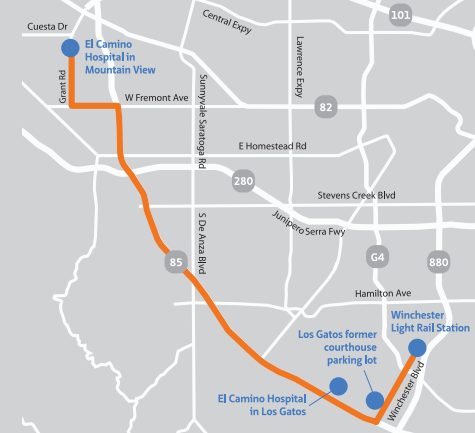 101
Central Expy
Cuesta Dr
El Camino
Hospital in
Mountain View
Grant Rd
Lawrence Expy
Sunnyvale Saratoga Rd
W Fremont Ave
82
E Homestead Rd
280
Stevens Creek Blvd
Junipero Serra Fwy
S De Anza Blvd
85
G4
880
Hamilton Ave
Winchester
Light Rail Station
Los Gatos former
courthouse
parking lot
El Camino Hospital
in Los Gatos
Winchester Blvd